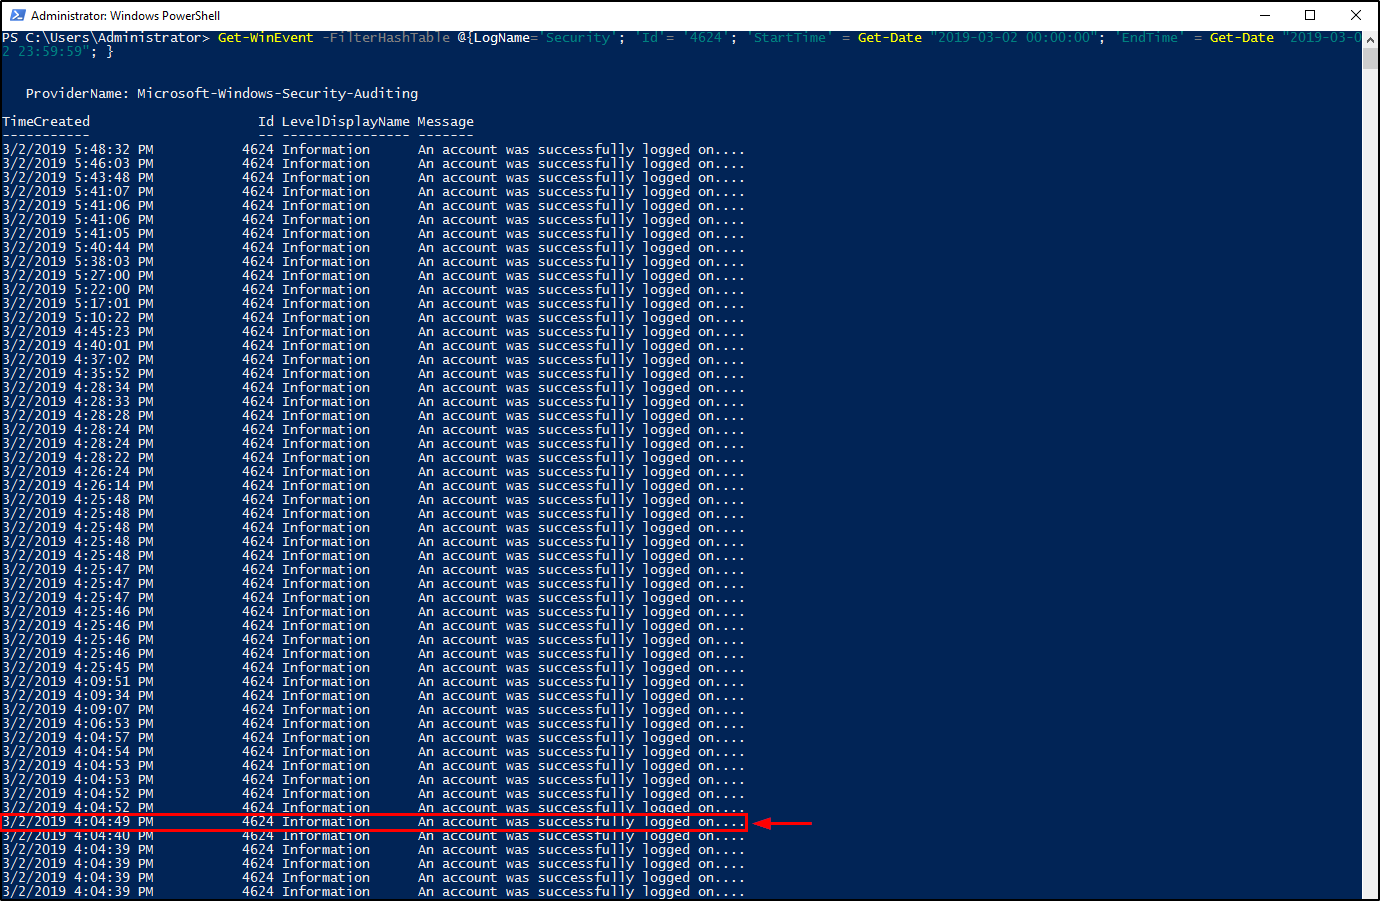 Administrator: Windows PowerShell
PS C:\Users\Administrator> Get-WinEvent -FilterHashTable @{LogName='Security'; 'Id'= '4624'; 'StartTime' = Get-Date "2019-03-02 00:00:00"; 'EndTime' = Get-Date "2019-03-0
2 23:59:59"; }
ProviderName: Microsoft-Windows-Security-Auditing
TimeCreated Id LevelDisplayName Message
----------- -- ---------------- -------
3/2/2019 5:48:32 PM 4624 Information An account was successfully logged on....
3/2/2019 5:46:03 PM 4624 Information An account was successfully logged on....
3/2/2019 5:43:48 PM 4624 Information An account was successfully logged on....
3/2/2019 5:41:07 PM 4624 Information An account was successfully logged on....
3/2/2019 5:41:06 PM 4624 Information An account was successfully logged on....
3/2/2019 5:41:06 PM 4624 Information An account was successfully logged on....
3/2/2019 5:41:05 PM 4624 Information An account was successfully logged on....
3/2/2019 5:40:44 PM 4624 Information An account was successfully logged on....
3/2/2019 5:38:03 PM 4624 Information An account was successfully logged on....
3/2/2019 5:27:00 PM 4624 Information An account was successfully logged on....
3/2/2019 5:22:00 PM 4624 Information An account was successfully logged on....
3/2/2019 5:17:01 PM 4624 Information An account was successfully logged on....
3/2/2019 5:10:22 PM 4624 Information An account was successfully logged on....
3/2/2019 4:45:23 PM 4624 Information An account was successfully logged on....
3/2/2019 4:40:01 PM 4624 Information An account was successfully logged on....
3/2/2019 4:37:02 PM 4624 Information An account was successfully logged on....
3/2/2019 4:35:52 PM 4624 Information An account was successfully logged on....
3/2/2019 4:28:34 PM 4624 Information An account was successfully logged on....
3/2/2019 4:28:33 PM 4624 Information An account was successfully logged on....
3/2/2019 4:28:28 PM 4624 Information An account was successfully logged on....
3/2/2019 4:28:24 PM 4624 Information An account was successfully logged on....
3/2/2019 4:28:24 PM 4624 Information An account was successfully logged on....
3/2/2019 4:28:22 PM 4624 Information An account was successfully logged on....
3/2/2019 4:26:24 PM 4624 Information An account was successfully logged on....
3/2/2019 4:26:14 PM 4624 Information An account was successfully logged on....
3/2/2019 4:25:48 PM 4624 Information An account was successfully logged on....
3/2/2019 4:25:48 PM 4624 Information An account was successfully logged on....
3/2/2019 4:25:48 PM 4624 Information An account was successfully logged on....
3/2/2019 4:25:48 PM 4624 Information An account was successfully logged on....
3/2/2019 4:25:48 PM 4624 Information An account was successfully logged on....
3/2/2019 4:25:47 PM 4624 Information An account was successfully logged on....
3/2/2019 4:25:47 PM 4624 Information An account was successfully logged on....
3/2/2019 4:25:47 PM 4624 Information An account was successfully logged on....
3/2/2019 4:25:46 PM 4624 Information An account was successfully logged on....
3/2/2019 4:25:46 PM 4624 Information An account was successfully logged on....
3/2/2019 4:25:46 PM 4624 Information An account was successfully logged on....
3/2/2019 4:25:46 PM 4624 Information An account was successfully logged on....
3/2/2019 4:25:45 PM 4624 Information An account was successfully logged on....
3/2/2019 4:09:51 PM 4624 Information An account was successfully logged on....
3/2/2019 4:09:34 PM 4624 Information An account was successfully logged on....
3/2/2019 4:09:07 PM 4624 Information An account was successfully logged on....
3/2/2019 4:06:53 PM 4624 Information An account was successfully logged on....
3/2/2019 4:04:57 PM 4624 Information An account was successfully logged on....
3/2/2019 4:04:54 PM 4624 Information An account was successfully logged on....
3/2/2019 4:04:53 PM 4624 Information An account was successfully logged on....
3/2/2019 4:04:53 PM 4624 Information An account was successfully logged on....
3/2/2019 4:04:52 PM 4624 Information An account was successfully logged on....
3/2/2019 4:04:52 PM 4624 Information An account was successfully logged on....
3/2/2019 4:04:49 PM 4624 Information An account was successfully logged on....
3/2/2019 4:04:40 PM 4624 Information An account was successfully logged on....
3/2/2019 4:04:39 PM 4624 Information An account was successfully logged on....
3/2/2019 4:04:39 PM 4624 Information An account was successfully logged on....
3/2/2019 4:04:39 PM 4624 Information An account was successfully logged on....
3/2/2019 4:04:39 PM 4624 Information An account was successfully logged on....